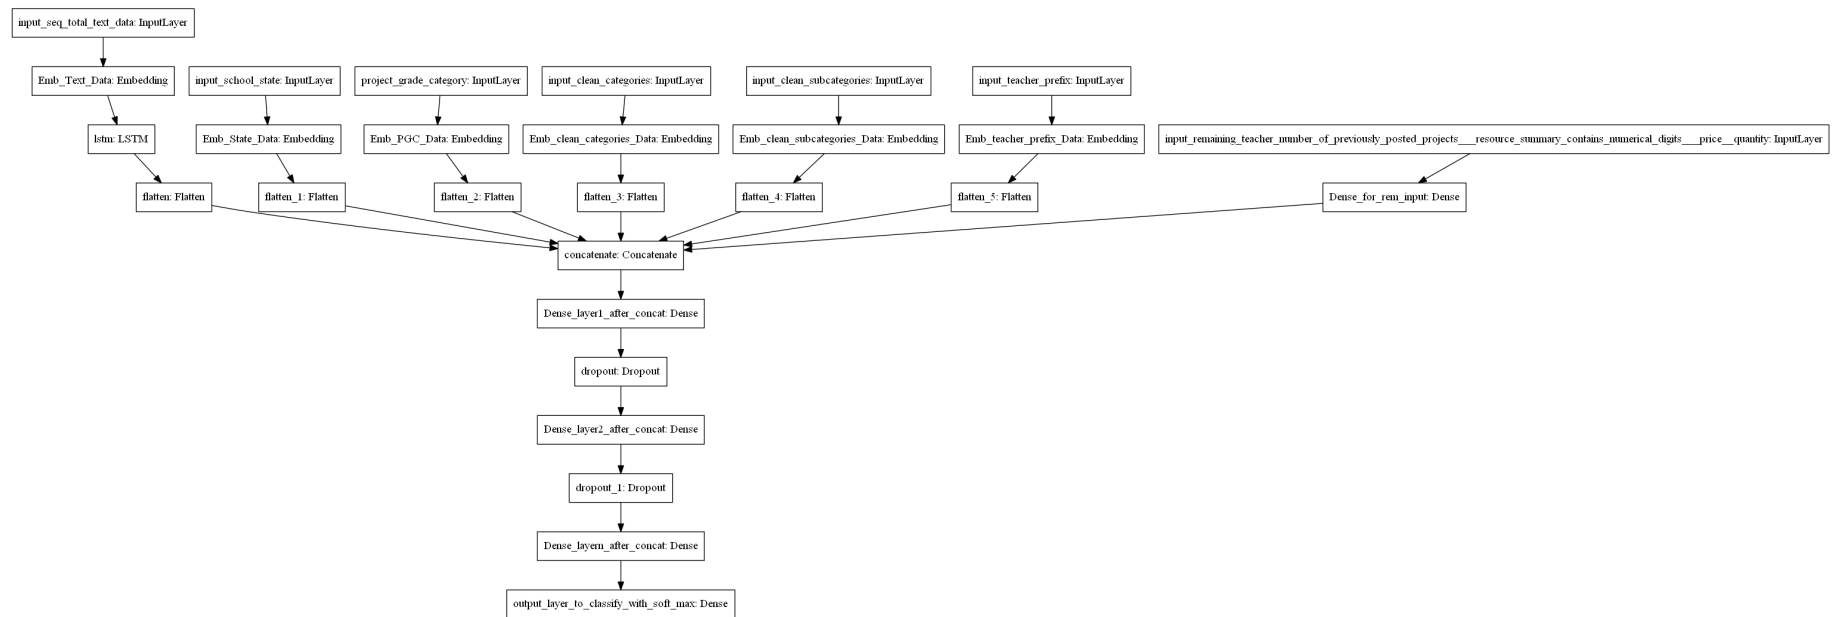 input_seq_total_text_data: InputLayer
Emb_Text_Data: Embedding
input_school_state: InputLayer
project_grade_category: InputLayer
input_clean_categories: InputLayer
input_clean_subcategories: InputLayer
input_teacher_prefix: InputLayer
lstm: LSTM
Emb_State_Data: Embedding
Emb_PGC_Data: Embedding
Emb_clean_categories_Data: Embedding
Emb_clean_subcategories_Data: Embedding
Emb_teacher_prefix_Data: Embedding
input_remaining_teacher_number_of_previously_posted_projects___resource_summary_contains_numerical_digits___price__quantity: InputLayer
flatten: Flatten
flatten_1: Flatten
flatten_2: Flatten
flatten_3: Flatten
flatten_4: Flatten
flatten_5: Flatten
Dense_for_rem_input: Dense
concatenate: Concatenate
Dense_layer1_after_concat: Dense
dropout: Dropout
Dense_layer2_after_concat: Dense
dropout_1: Dropout
Dense_layern_after_concat: Dense
output_layer_to_classify_with_soft_max: Dense